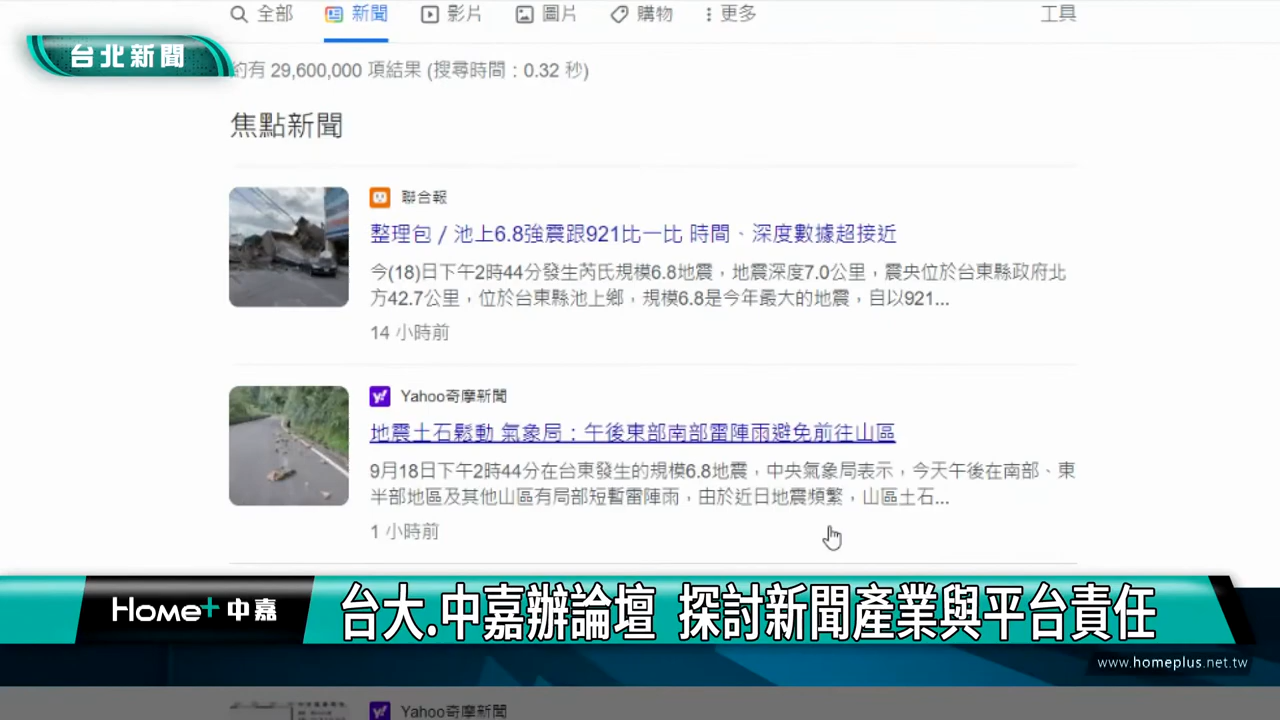 全部 新聞 影片 圖片 購物 更多 工具
台北新聞
約有 29,600,000 項結果 (搜尋時間：0.32 秒)
焦點新聞
聯合報
整理包 / 池上6.8強震跟921比一比 時間、深度數據超接近
今(18)日下午2時44分發生芮氏規模6.8地震，地震深度7.0公里，震央位於台東縣政府北
方42.7公里，位於台東縣池上鄉，規模6.8是今年最大的地震，自以921...
14 小時前
Yahoo奇摩新聞
地震土石鬆動 氣象局：午後東部南部雷陣雨避免前往山區
9月18日下午2時44分在台東發生的規模6.8地震，中央氣象局表示，今天午後在南部、東
半部地區及其他山區有局部短暫雷陣雨，由於近日地震頻繁，山區土石...
1 小時前
Home+ 中嘉
台大.中嘉辦論壇 探討新聞產業與平台責任
www.homeplus.net.tw
Yahoo奇摩新聞